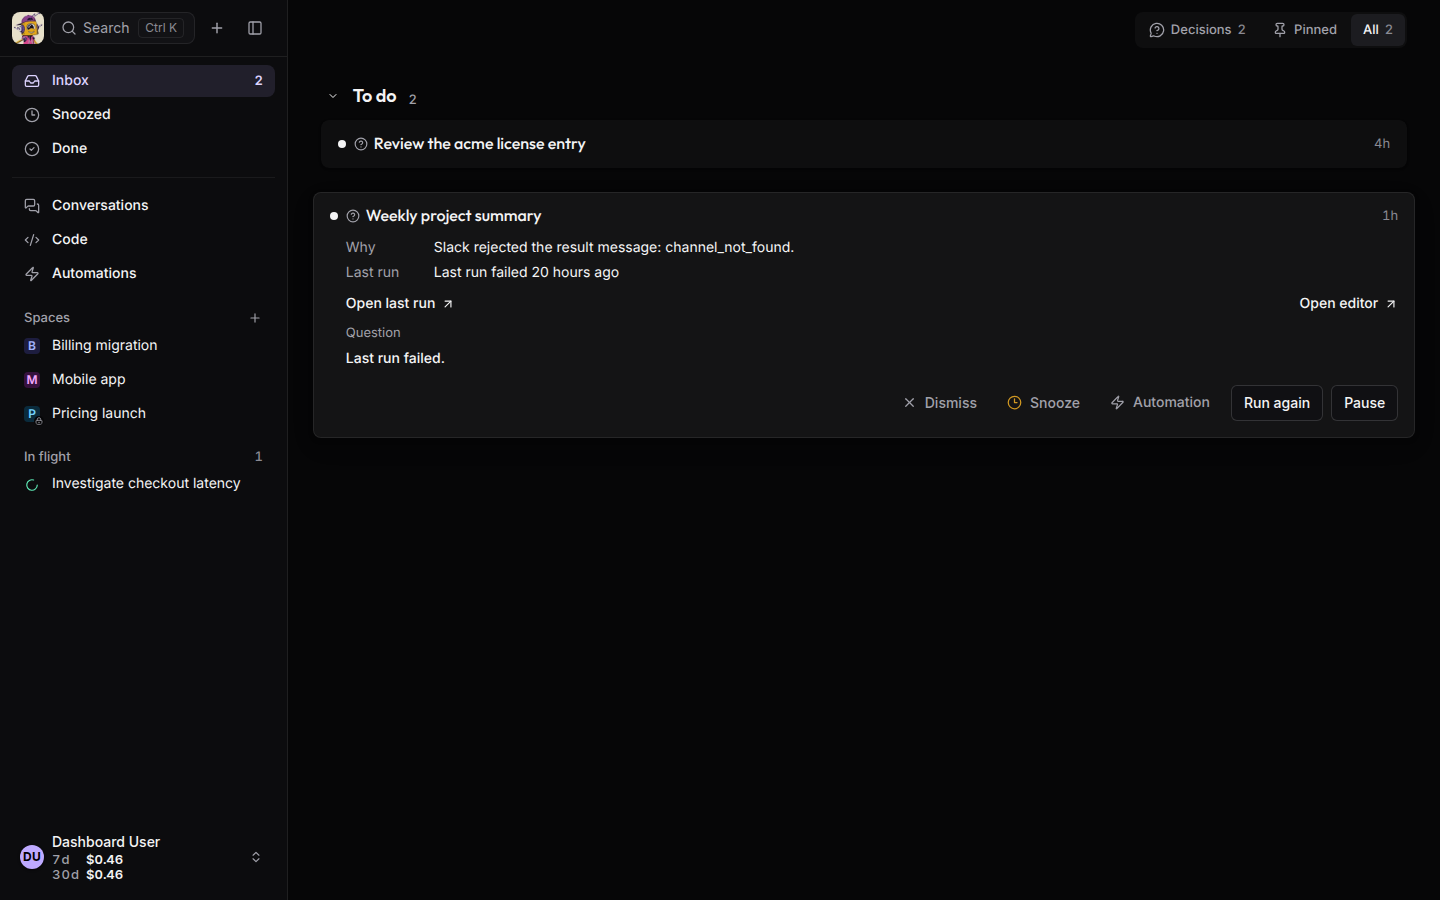 Search Ctrl K
Inbox 2
Snoozed
Done
Conversations
Code
Automations
Spaces
B Billing migration
M Mobile app
P Pricing launch
In flight 1
Investigate checkout latency
DU Dashboard User
7d $0.46
30d $0.46
Decisions 2 Pinned All 2
To do 2
Review the acme license entry 4h
Weekly project summary 1h
Why Slack rejected the result message: channel_not_found.
Last run Last run failed 20 hours ago
Open last run Open editor
Question
Last run failed.
Dismiss Snooze Automation Run again Pause